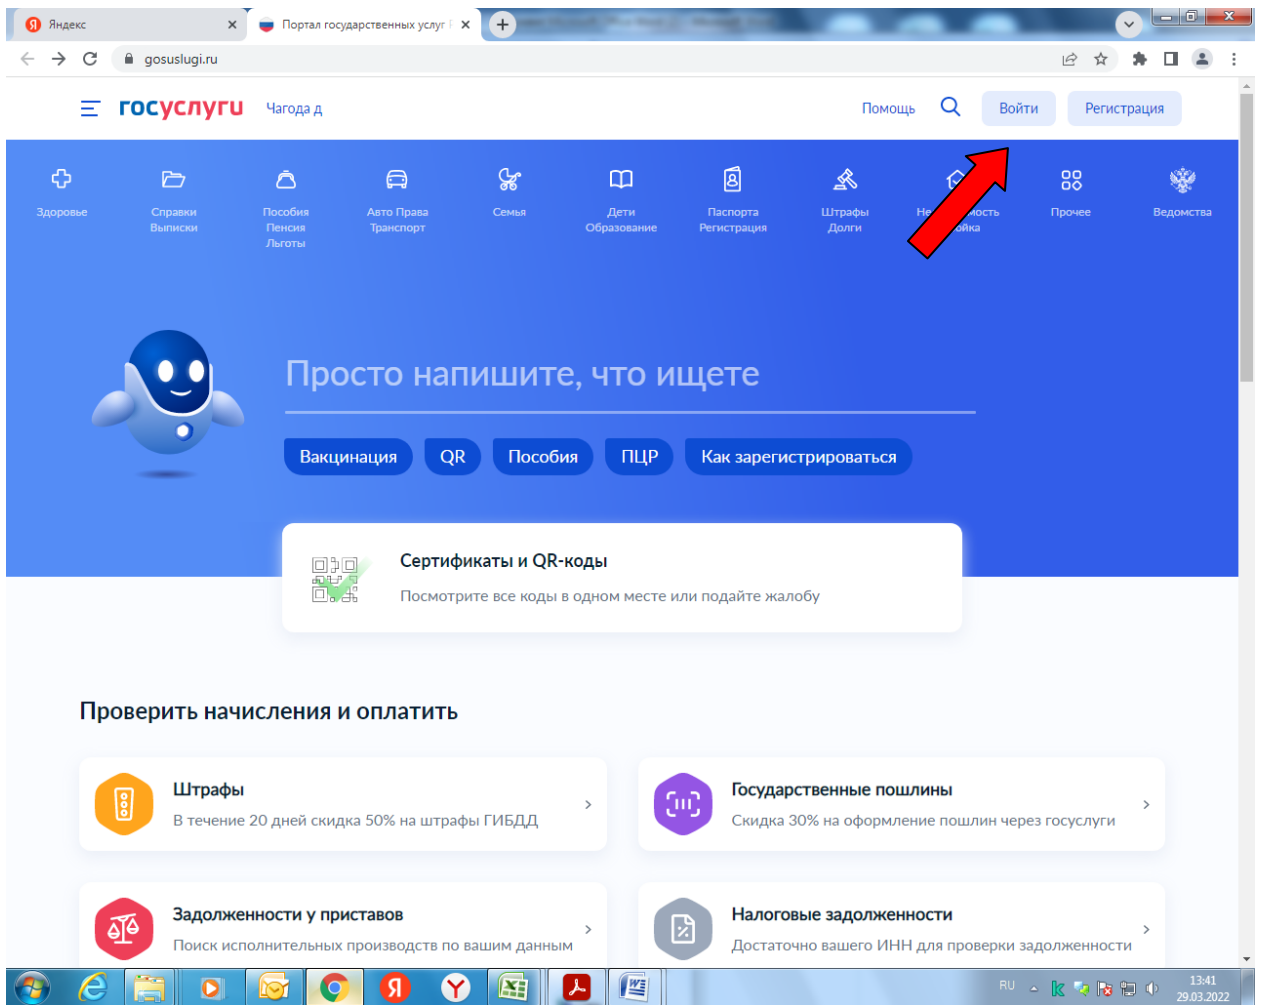 Яндекс
Портал государственных услуг
gosuslugi.ru
госуслуги Чагода д Помощь Войти Регистрация
Здоровье
Справки
Выписки
Пособия
Пенсия
Льготы
Авто Права
Транспорт
Семья
Дети
Образование
Паспорта
Регистрация
Штрафы
Долги
Прочее
Ведомства
Просто напишите, что ищете
Вакцинация QR Пособия ПЦР Как зарегистрироваться
Сертификаты и QR-коды
Посмотрите все коды в одном месте или подайте жалобу
Проверить начисления и оплатить
Штрафы
В течение 20 дней скидка 50% на штрафы ГИБДД
Государственные пошлины
Скидка 30% на оформление пошлин через госуслуги
Задолженности у приставов
Поиск исполнительных производств по вашим данным
Налоговые задолженности
Достаточно вашего ИНН для проверки задолженности
RU
13:41
29.03.2022